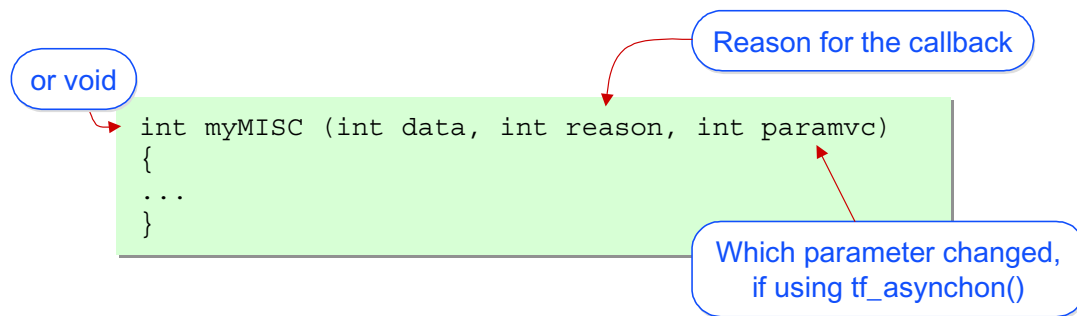 Reason for the callback
or void
int myMISC (int data, int reason, int paramvc)
{
...
}
Which parameter changed,
if using tf_asynchon()